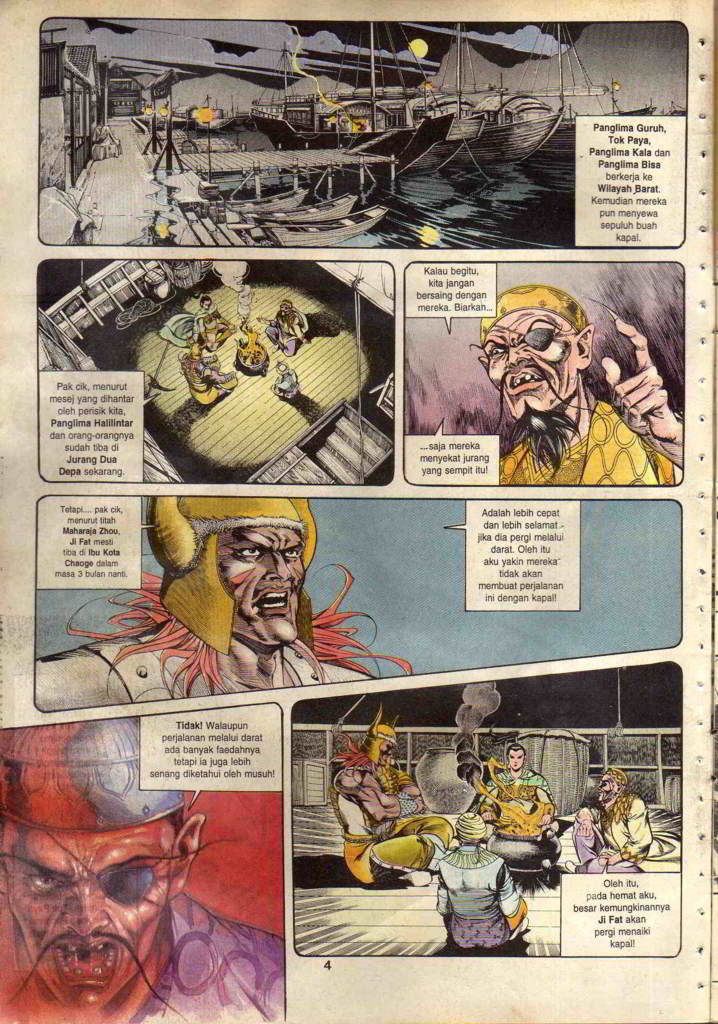 Panglima Guruh,
Tok Paya,
Panglima Kala dan
Panglima Bisa
berkerja ke
Wilayah Barat.
Kemudian mereka
pun menyewa
sepuluh buah
kapal.
Pak cik, menurut
mesej yang dihantar
oleh perisik kita,
Panglima Halilintar
dan orang-orangnya
sudah tiba di
Jurang Dua
Depa sekarang.
Kalau begitu,
kita jangan
bersaing dengan
mereka. Biarkan...
...saja mereka
menyekat jurang
yang sempit itu!
Tetapi.... pak cik,
menurut titah
Maharaja Zhou,
Ji Fat mesti
tiba di Ibu Kota
Chaoge dalam
masa 3 bulan nanti.
Adalah lebih cepat
dan lebih selamat
jika dia pergi melalui
darat. Oleh itu
aku yakin mereka
tidak akan
membuat perjalanan
ini dengan kapal!
Tidak! Walaupun
perjalanan melalui darat
ada banyak faedahnya
tetapi ia juga lebih
senang diketahui oleh musuh!
Oleh itu,
pada hemat aku,
besar kemungkinannya
Ji Fat akan
pergi menaiki
kapal!
4